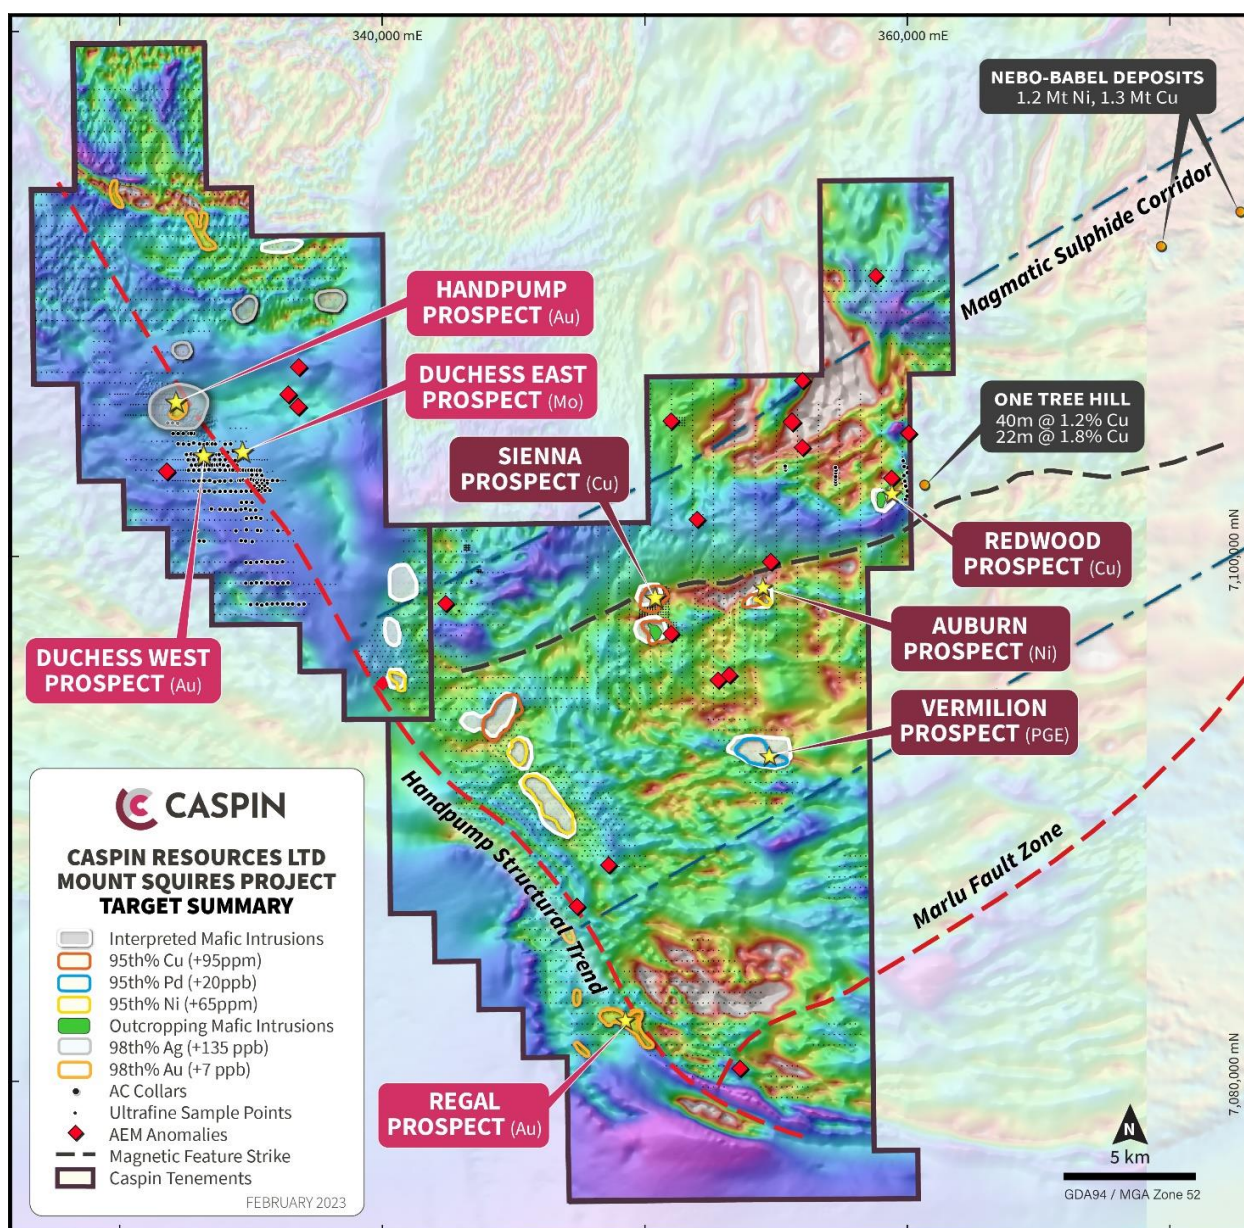 340,000 mE
360,000 mE
NEBO-BABEL DEPOSITS
1.2 Mt Ni, 1.3 Mt Cu
Magmatic Sulphide Corridor
HANDPUMP
PROSPECT (Au)
DUCHESS EAST
PROSPECT (Mo)
ONE TREE HILL
40m @ 1.2% Cu
22m @ 1.8% Cu
SIENNA
PROSPECT (Cu)
REDWOOD
PROSPECT (Cu)
7,100,000 mN
AUBURN
PROSPECT (Ni)
DUCHESS WEST
PROSPECT (Au)
VERMILION
PROSPECT (PGE)
Handpump Structural Trend
Marlu Fault Zone
REGAL
PROSPECT (Au)
7,080,000 mN
CASPIN
CASPIN RESOURCES LTD
MOUNT SQUIRES PROJECT
TARGET SUMMARY
Interpreted Mafic Intrusions
95th% Cu (+95ppm)
95th% Pd (+20ppb)
95th% Ni (+65ppm)
Outcropping Mafic Intrusions
98th% Ag (+135 ppb)
98th% Au (+7 ppb)
AC Collars
Ultrafine Sample Points
AEM Anomalies
Magnetic Feature Strike
Caspin Tenements
FEBRUARY 2023
N
5 km
GDA94 / MGA Zone 52